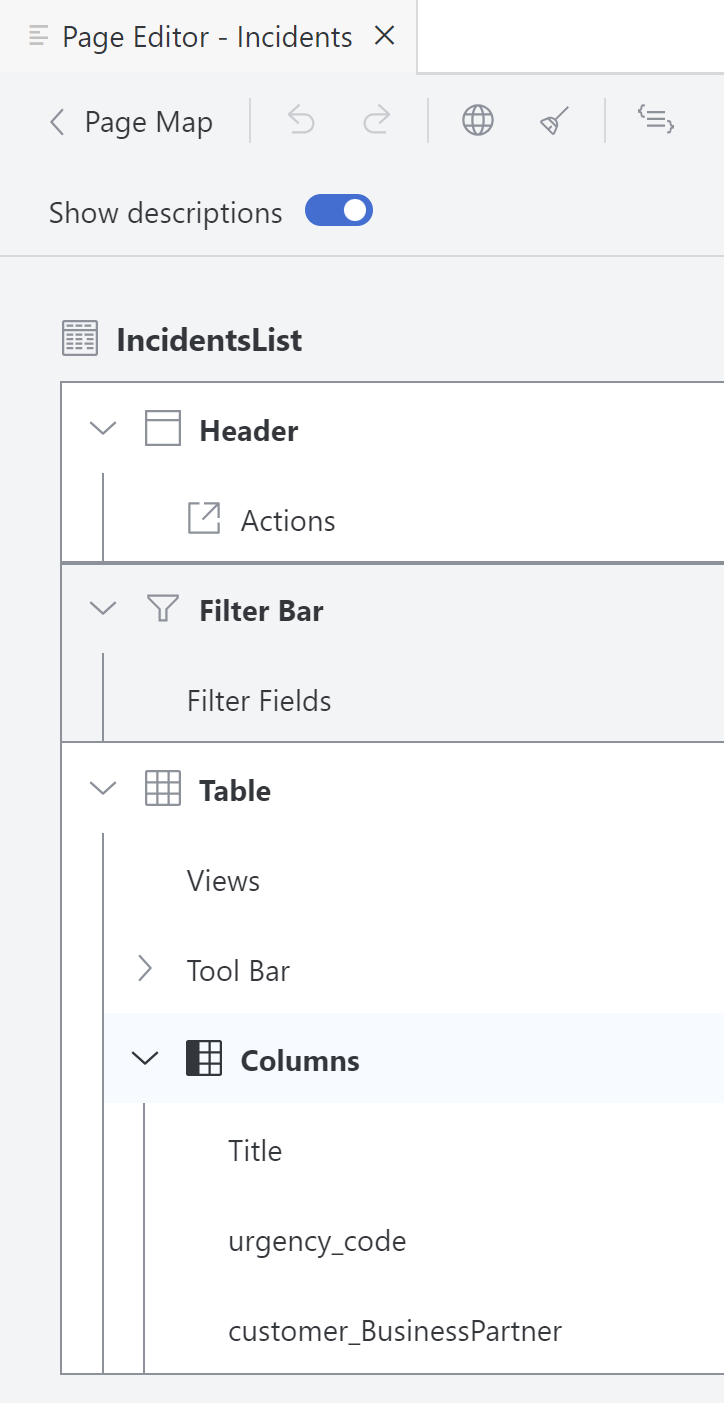 Page Editor - Incidents
Page Map
Show descriptions
IncidentsList
Header
Actions
Filter Bar
Filter Fields
Table
Views
Tool Bar
Columns
Title
urgency_code
customer_BusinessPartner